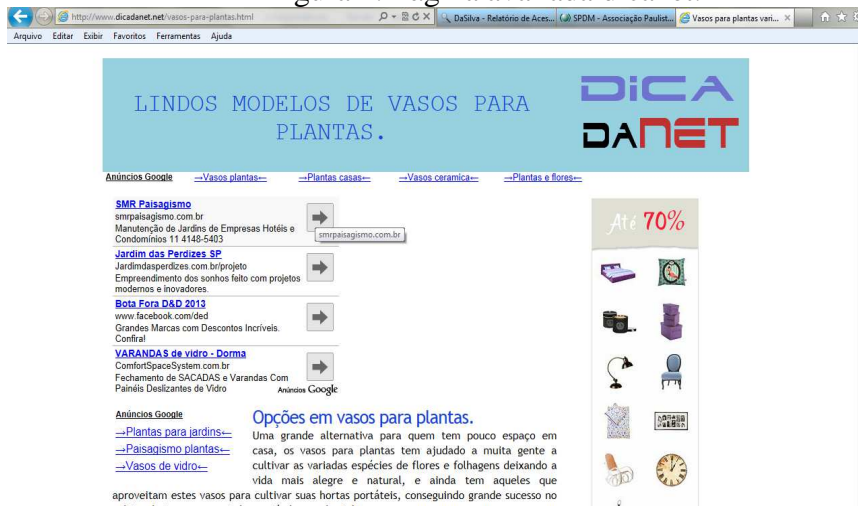 http://www.dicadanet.net/vasos-para-plantas.html
DaSilva - Relatório de Aces...
SPDM - Associação Paulist...
Vasos para plantas vari...
Arquivo Editar Exibir Favoritos Ferramentas Ajuda
LINDOS MODELOS DE VASOS PARA
PLANTAS.
DiCA
DANET
Anúncios Google →Vasos plantas← →Plantas casas← →Vasos ceramica← →Plantas e flores←
SMR Paisagismo
smrpaisagismo.com.br
Manutenção de Jardins de Empresas Hotéis e
Condomínios 11 4148-5403
smrpaisagismo.com.br
Jardim das Perdizes SP
Jardimdasperdizes.com.br/projeto
Empreendimento dos sonhos feito com projetos
modernos e inovadores.
Bota Fora D&D 2013
www.facebook.com/ded
Grandes Marcas com Descontos Incríveis.
Confira!
VARANDAS de vidro - Dorma
ComfortSpaceSystem.com.br
Fechamento de SACADAS e Varandas Com
Painéis Deslizantes de Vidro
Anúncios Google
Até 70%
Anúncios Google
→Plantas para jardins←
→Paisagismo plantas←
→Vasos de vidro←
Opções em vasos para plantas.
Uma grande alternativa para quem tem pouco espaço em
casa, os vasos para plantas tem ajudado a muita gente a
cultivar as variadas espécies de flores e folhagens deixando a
vida mais alegre e natural, e ainda tem aqueles que
aproveitam estes vasos para cultivar suas hortas portáteis, conseguindo grande sucesso no